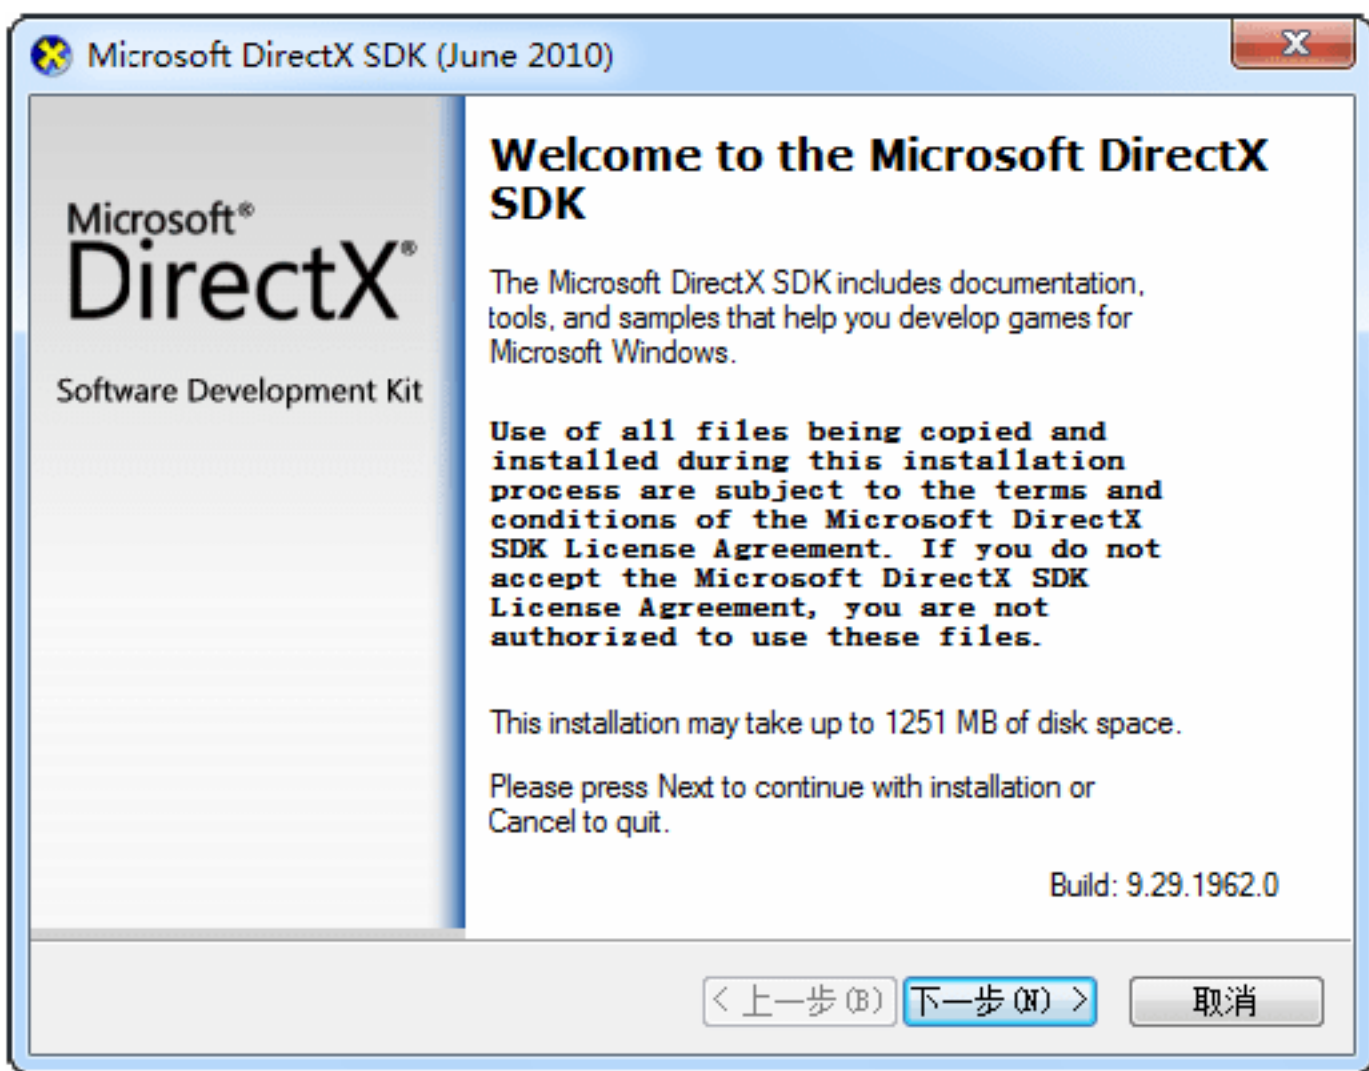 Microsoft DirectX SDK (June 2010)
Microsoft®
DirectX®
Software Development Kit
Welcome to the Microsoft DirectX
SDK
The Microsoft DirectX SDK includes documentation,
tools, and samples that help you develop games for
Microsoft Windows.
Use of all files being copied and
installed during this installation
process are subject to the terms and
conditions of the Microsoft DirectX
SDK License Agreement. If you do not
accept the Microsoft DirectX SDK
License Agreement, you are not
authorized to use these files.
This installation may take up to 1251 MB of disk space.
Please press Next to continue with installation or
Cancel to quit.
Build: 9.29.1962.0
< 上一步(B) 下一步(N) > 取消